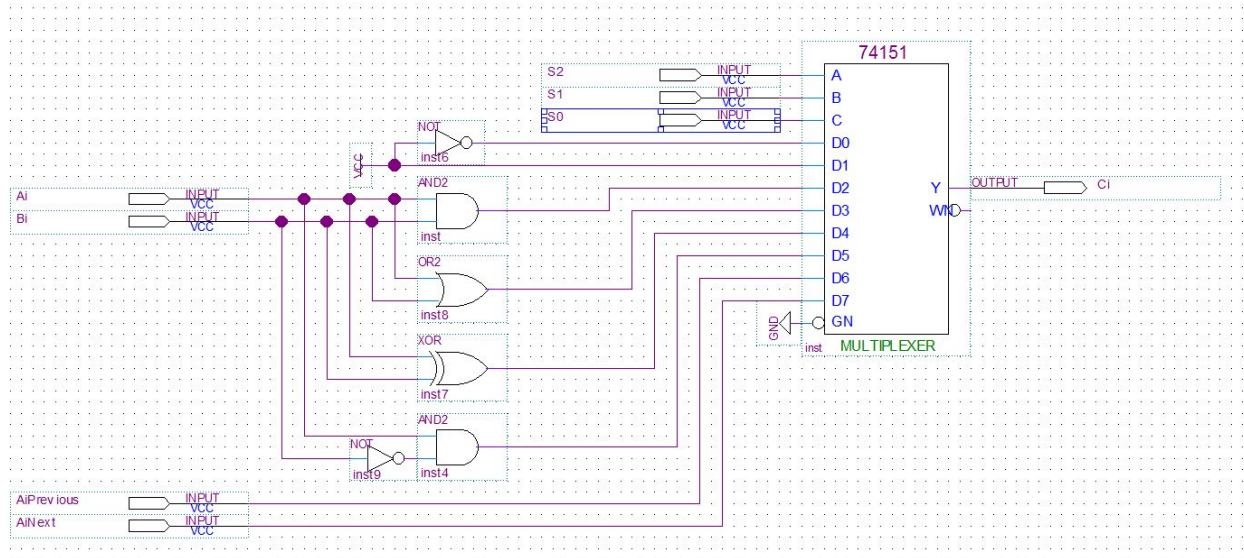 74151
S2 INPUT VCC A
S1 INPUT VCC B
S0 INPUT VCC C
NOT inst6 D0
VCC D1
Ai INPUT VCC
Bi INPUT VCC
AND2 inst D2
Y OUTPUT Ci
WN
D3
D4
OR2 inst8 D5
D6
D7
GND GN
inst MULTIPLEXER
XOR inst7
AND2 inst4
NOT inst9
AiPrevious INPUT VCC
AiNext INPUT VCC